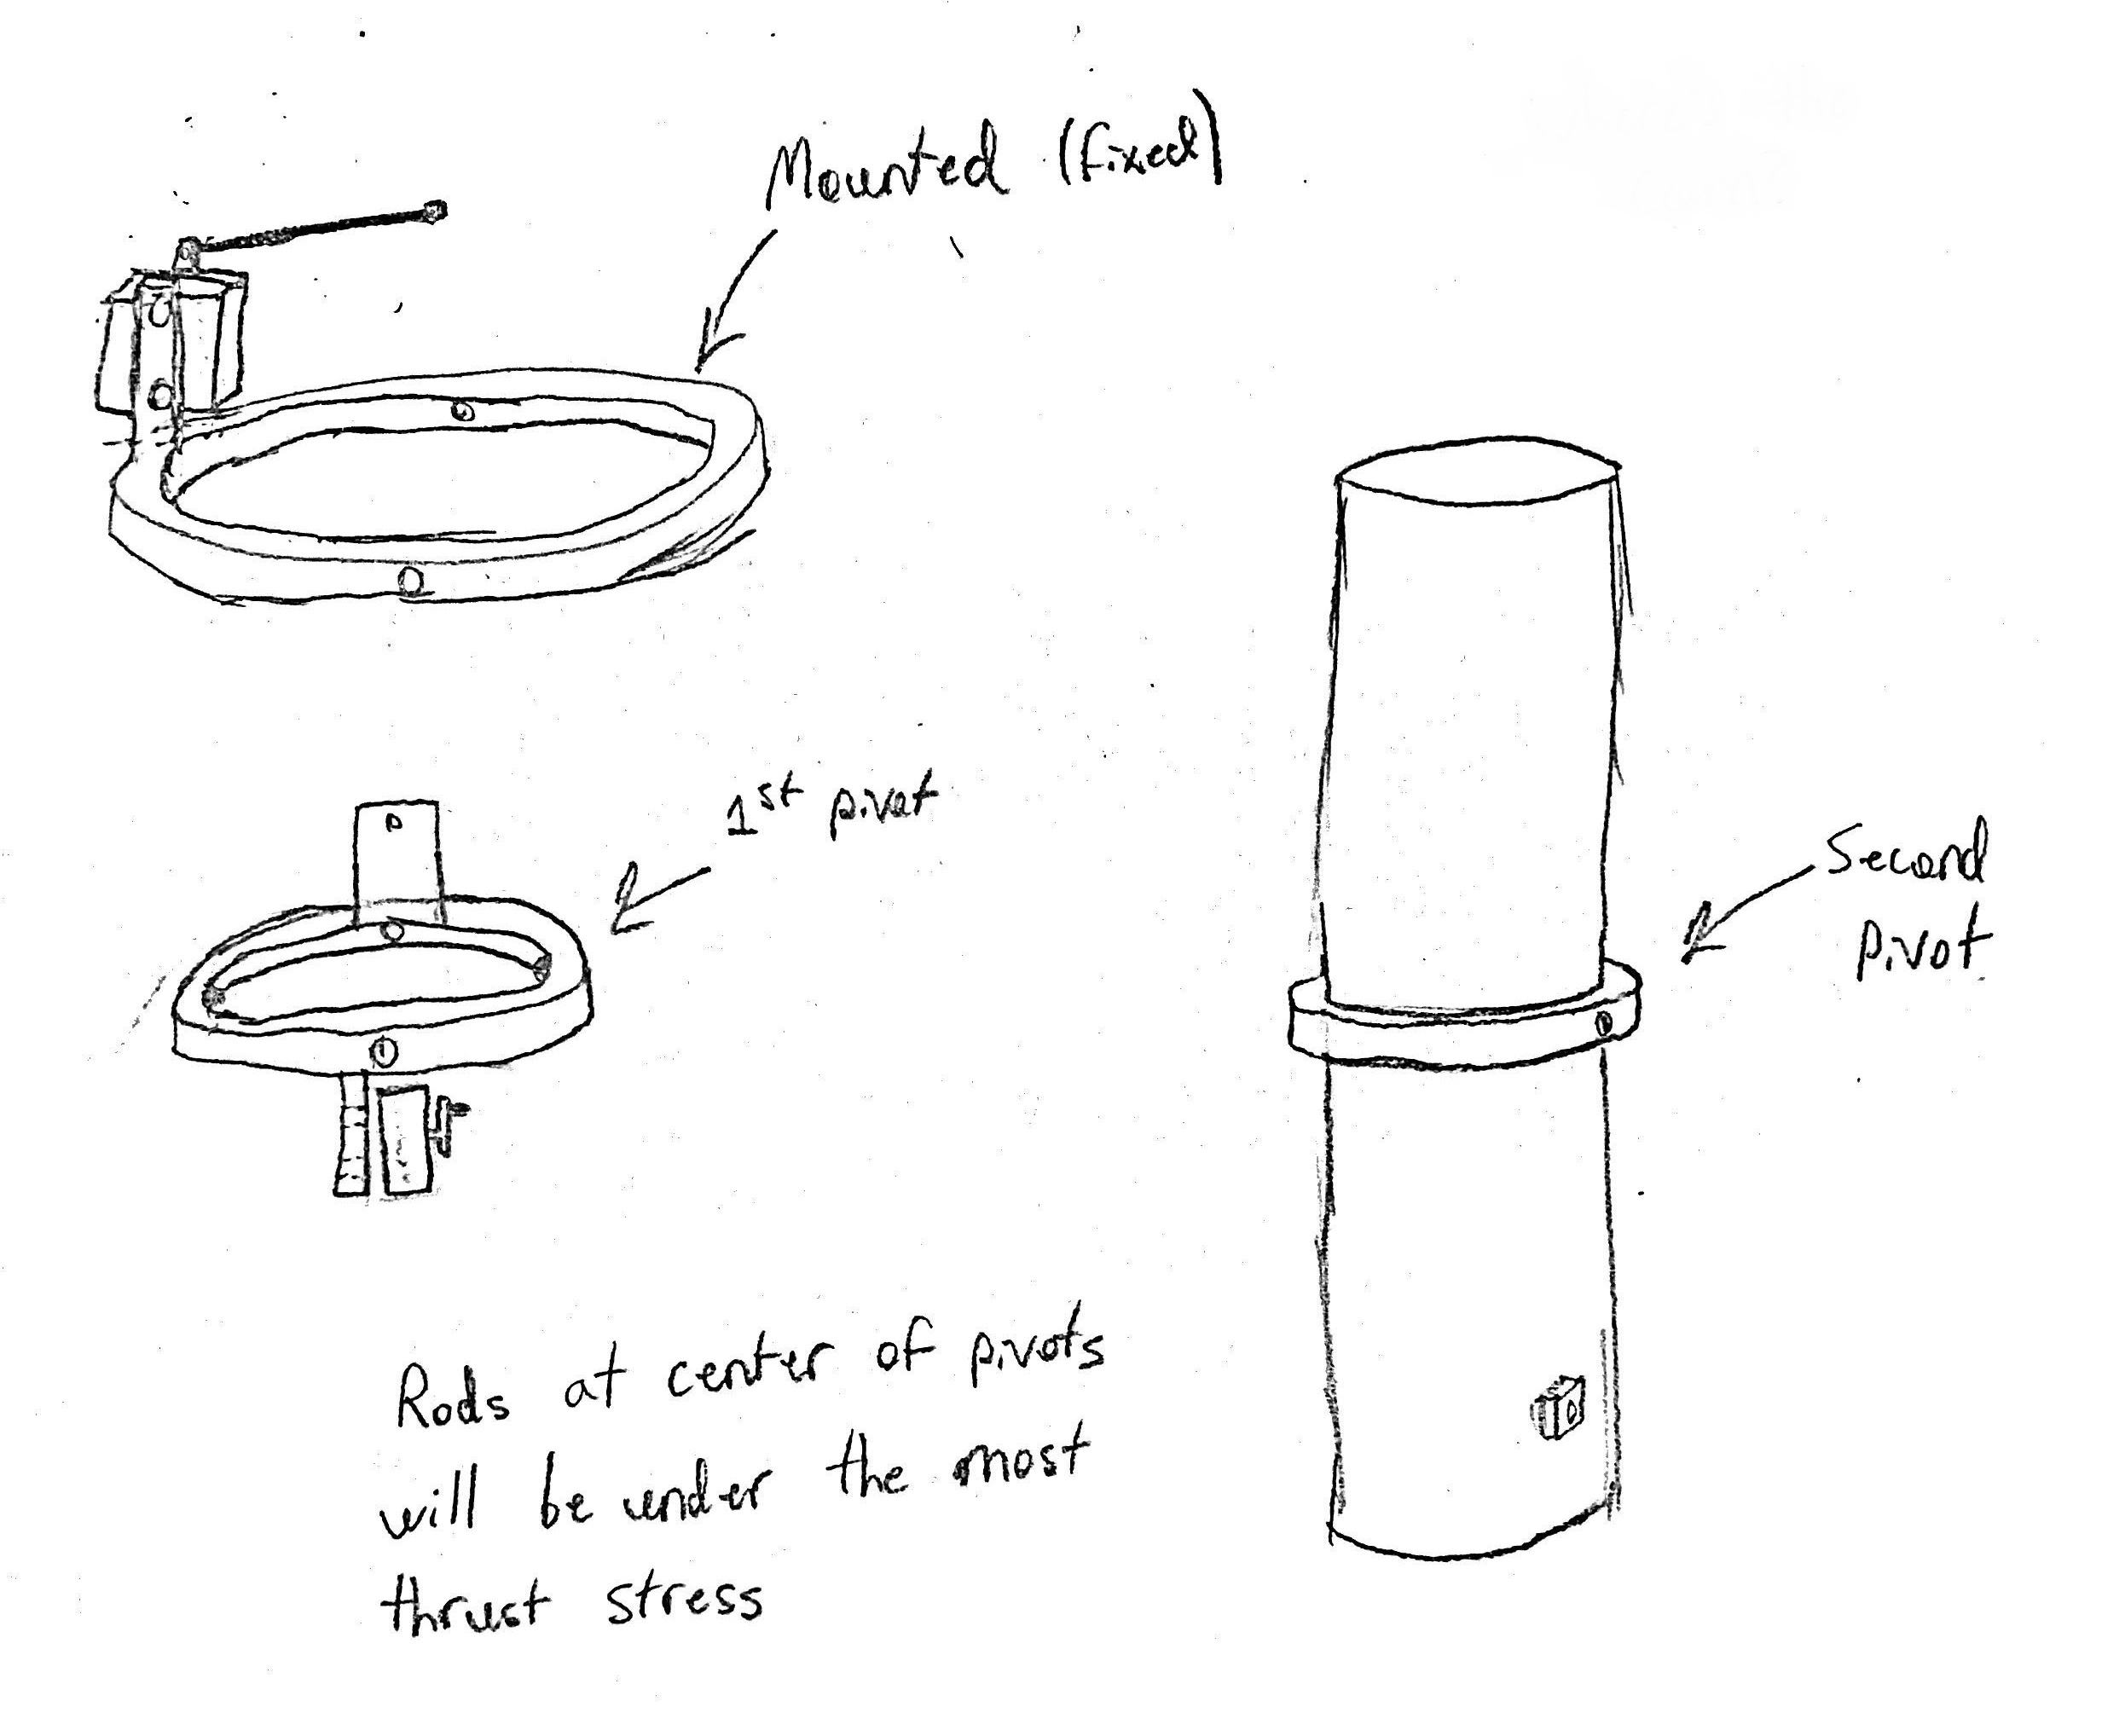 Mounted (fixed)
1st pivot
Second
pivot
Rods at center of pivots
will be under the most
thrust stress